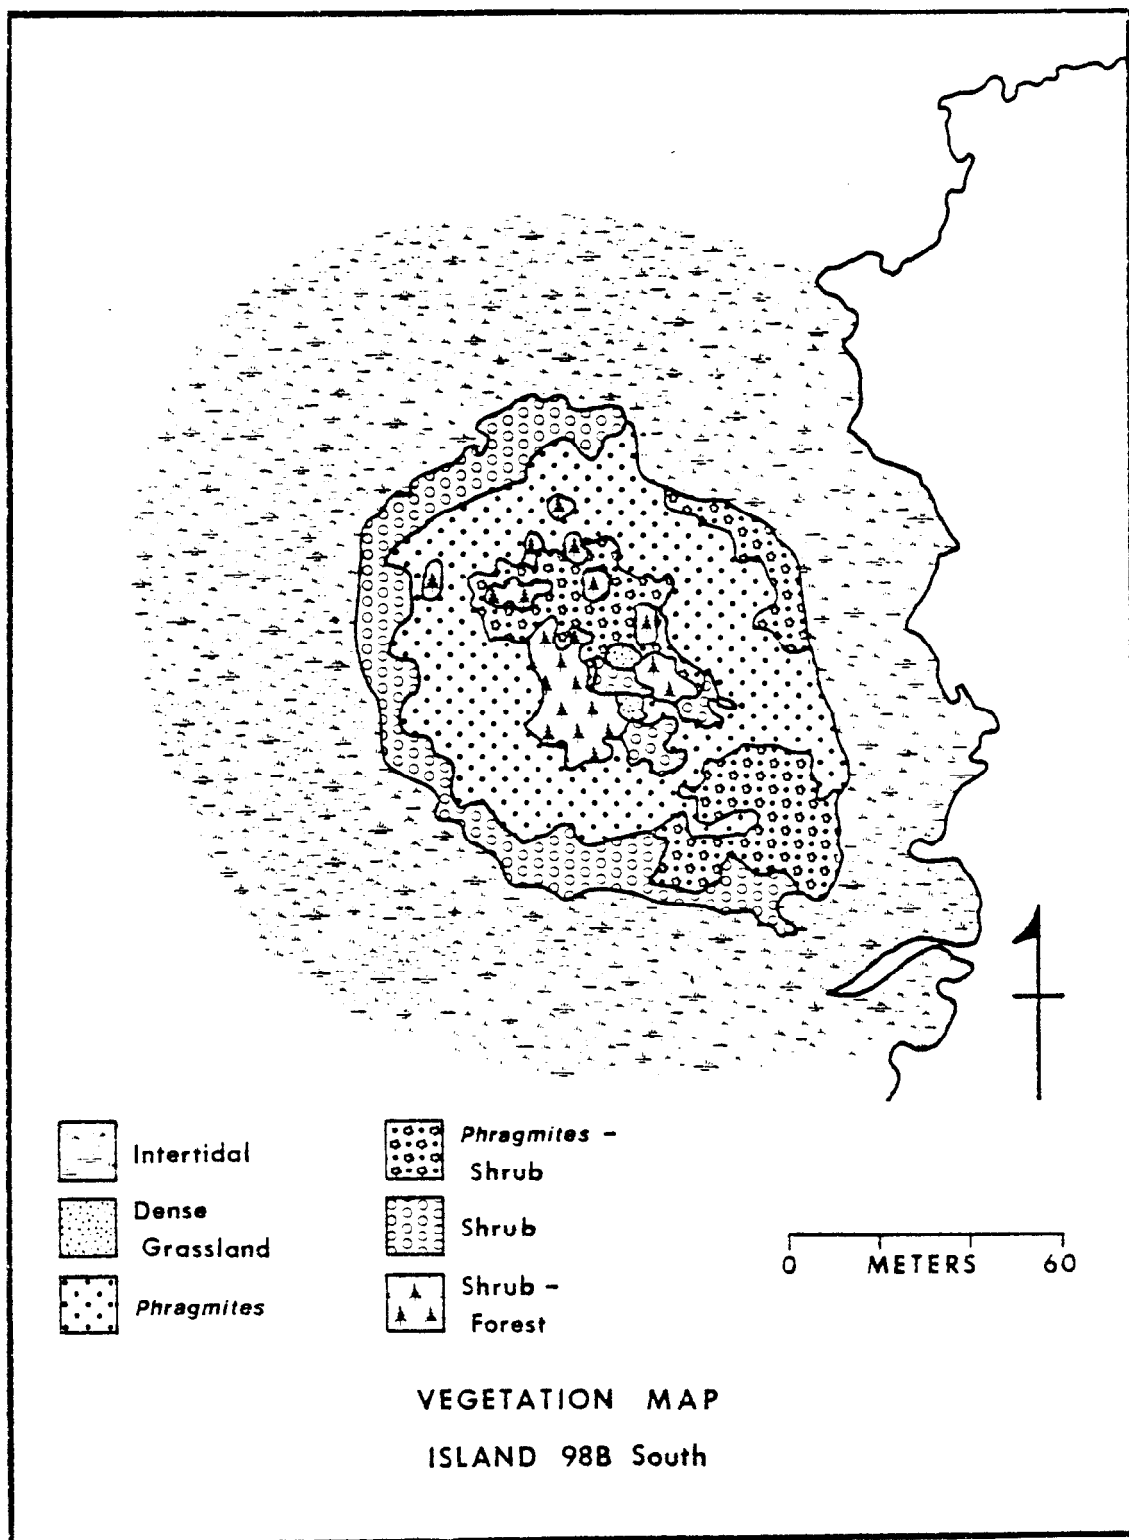 Intertidal
Dense
Grassland
Phragmites
Phragmites –
Shrub
Shrub
Shrub –
Forest
0 METERS 60
VEGETATION MAP
ISLAND 98B South